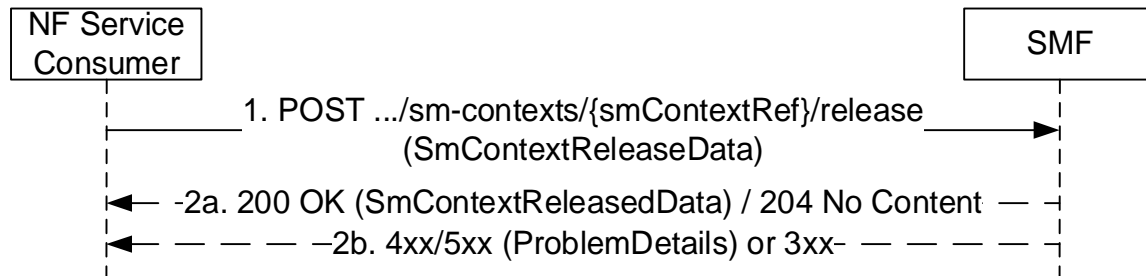 NF Service
Consumer
SMF
1. POST .../sm-contexts/{smContextRef}/release
(SmContextReleaseData)
2a. 200 OK (SmContextReleasedData) / 204 No Content
2b. 4xx/5xx (ProblemDetails) or 3xx